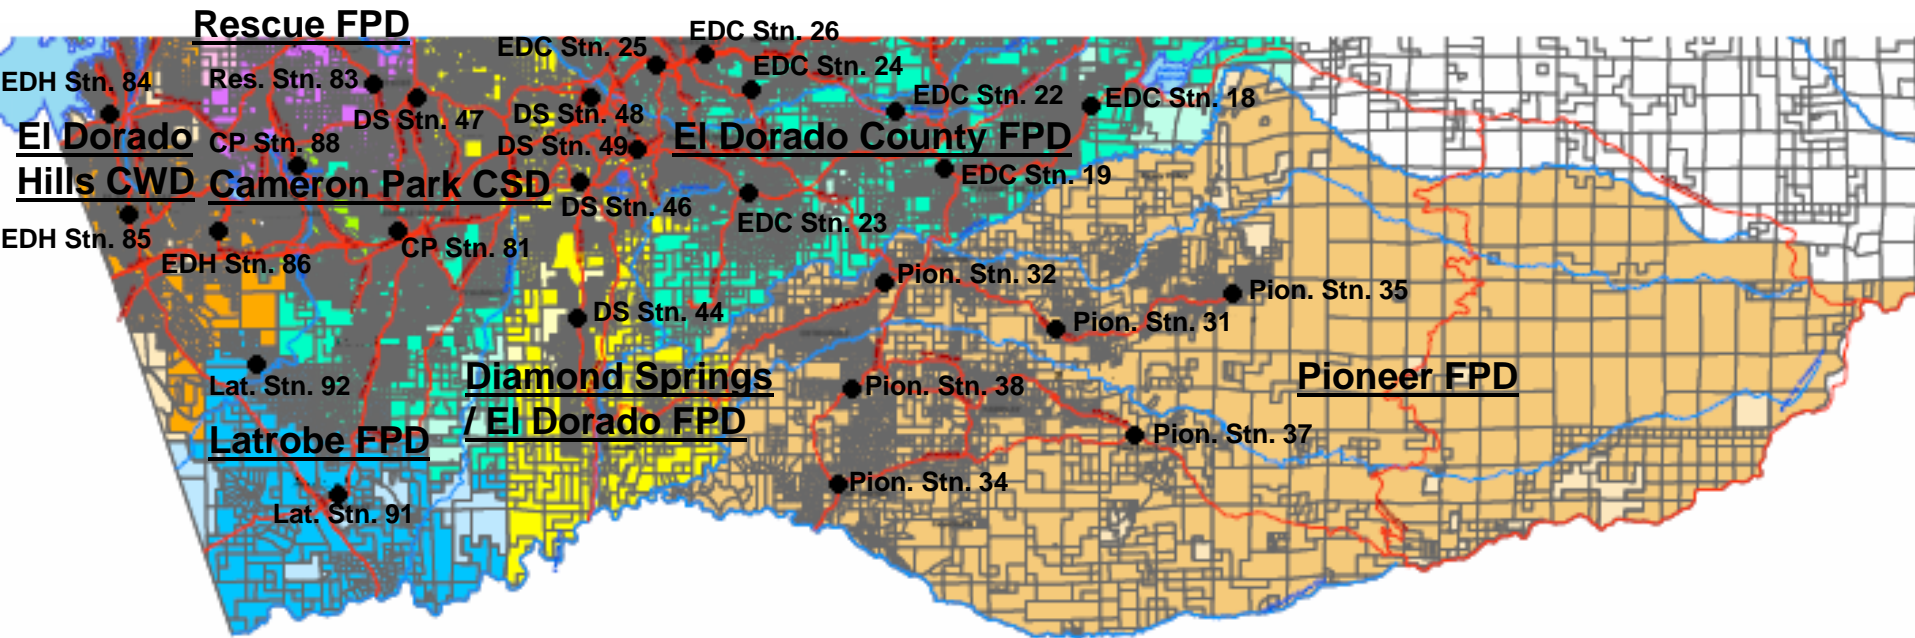 Rescue FPD
EDC Stn. 26
EDC Stn. 25
EDC Stn. 24
EDH Stn. 84
Res. Stn. 83
EDC Stn. 22
EDC Stn. 18
DS Stn. 47
DS Stn. 48
El Dorado
Hills CWD
CP Stn. 88
DS Stn. 49
El Dorado County FPD
Cameron Park CSD
EDC Stn. 19
DS Stn. 46
EDC Stn. 23
EDH Stn. 85
EDH Stn. 86
CP Stn. 81
Pion. Stn. 32
Pion. Stn. 35
DS Stn. 44
Pion. Stn. 31
Lat. Stn. 92
Diamond Springs
/ El Dorado FPD
Pion. Stn. 38
Pioneer FPD
Latrobe FPD
Pion. Stn. 37
Pion. Stn. 34
Lat. Stn. 91